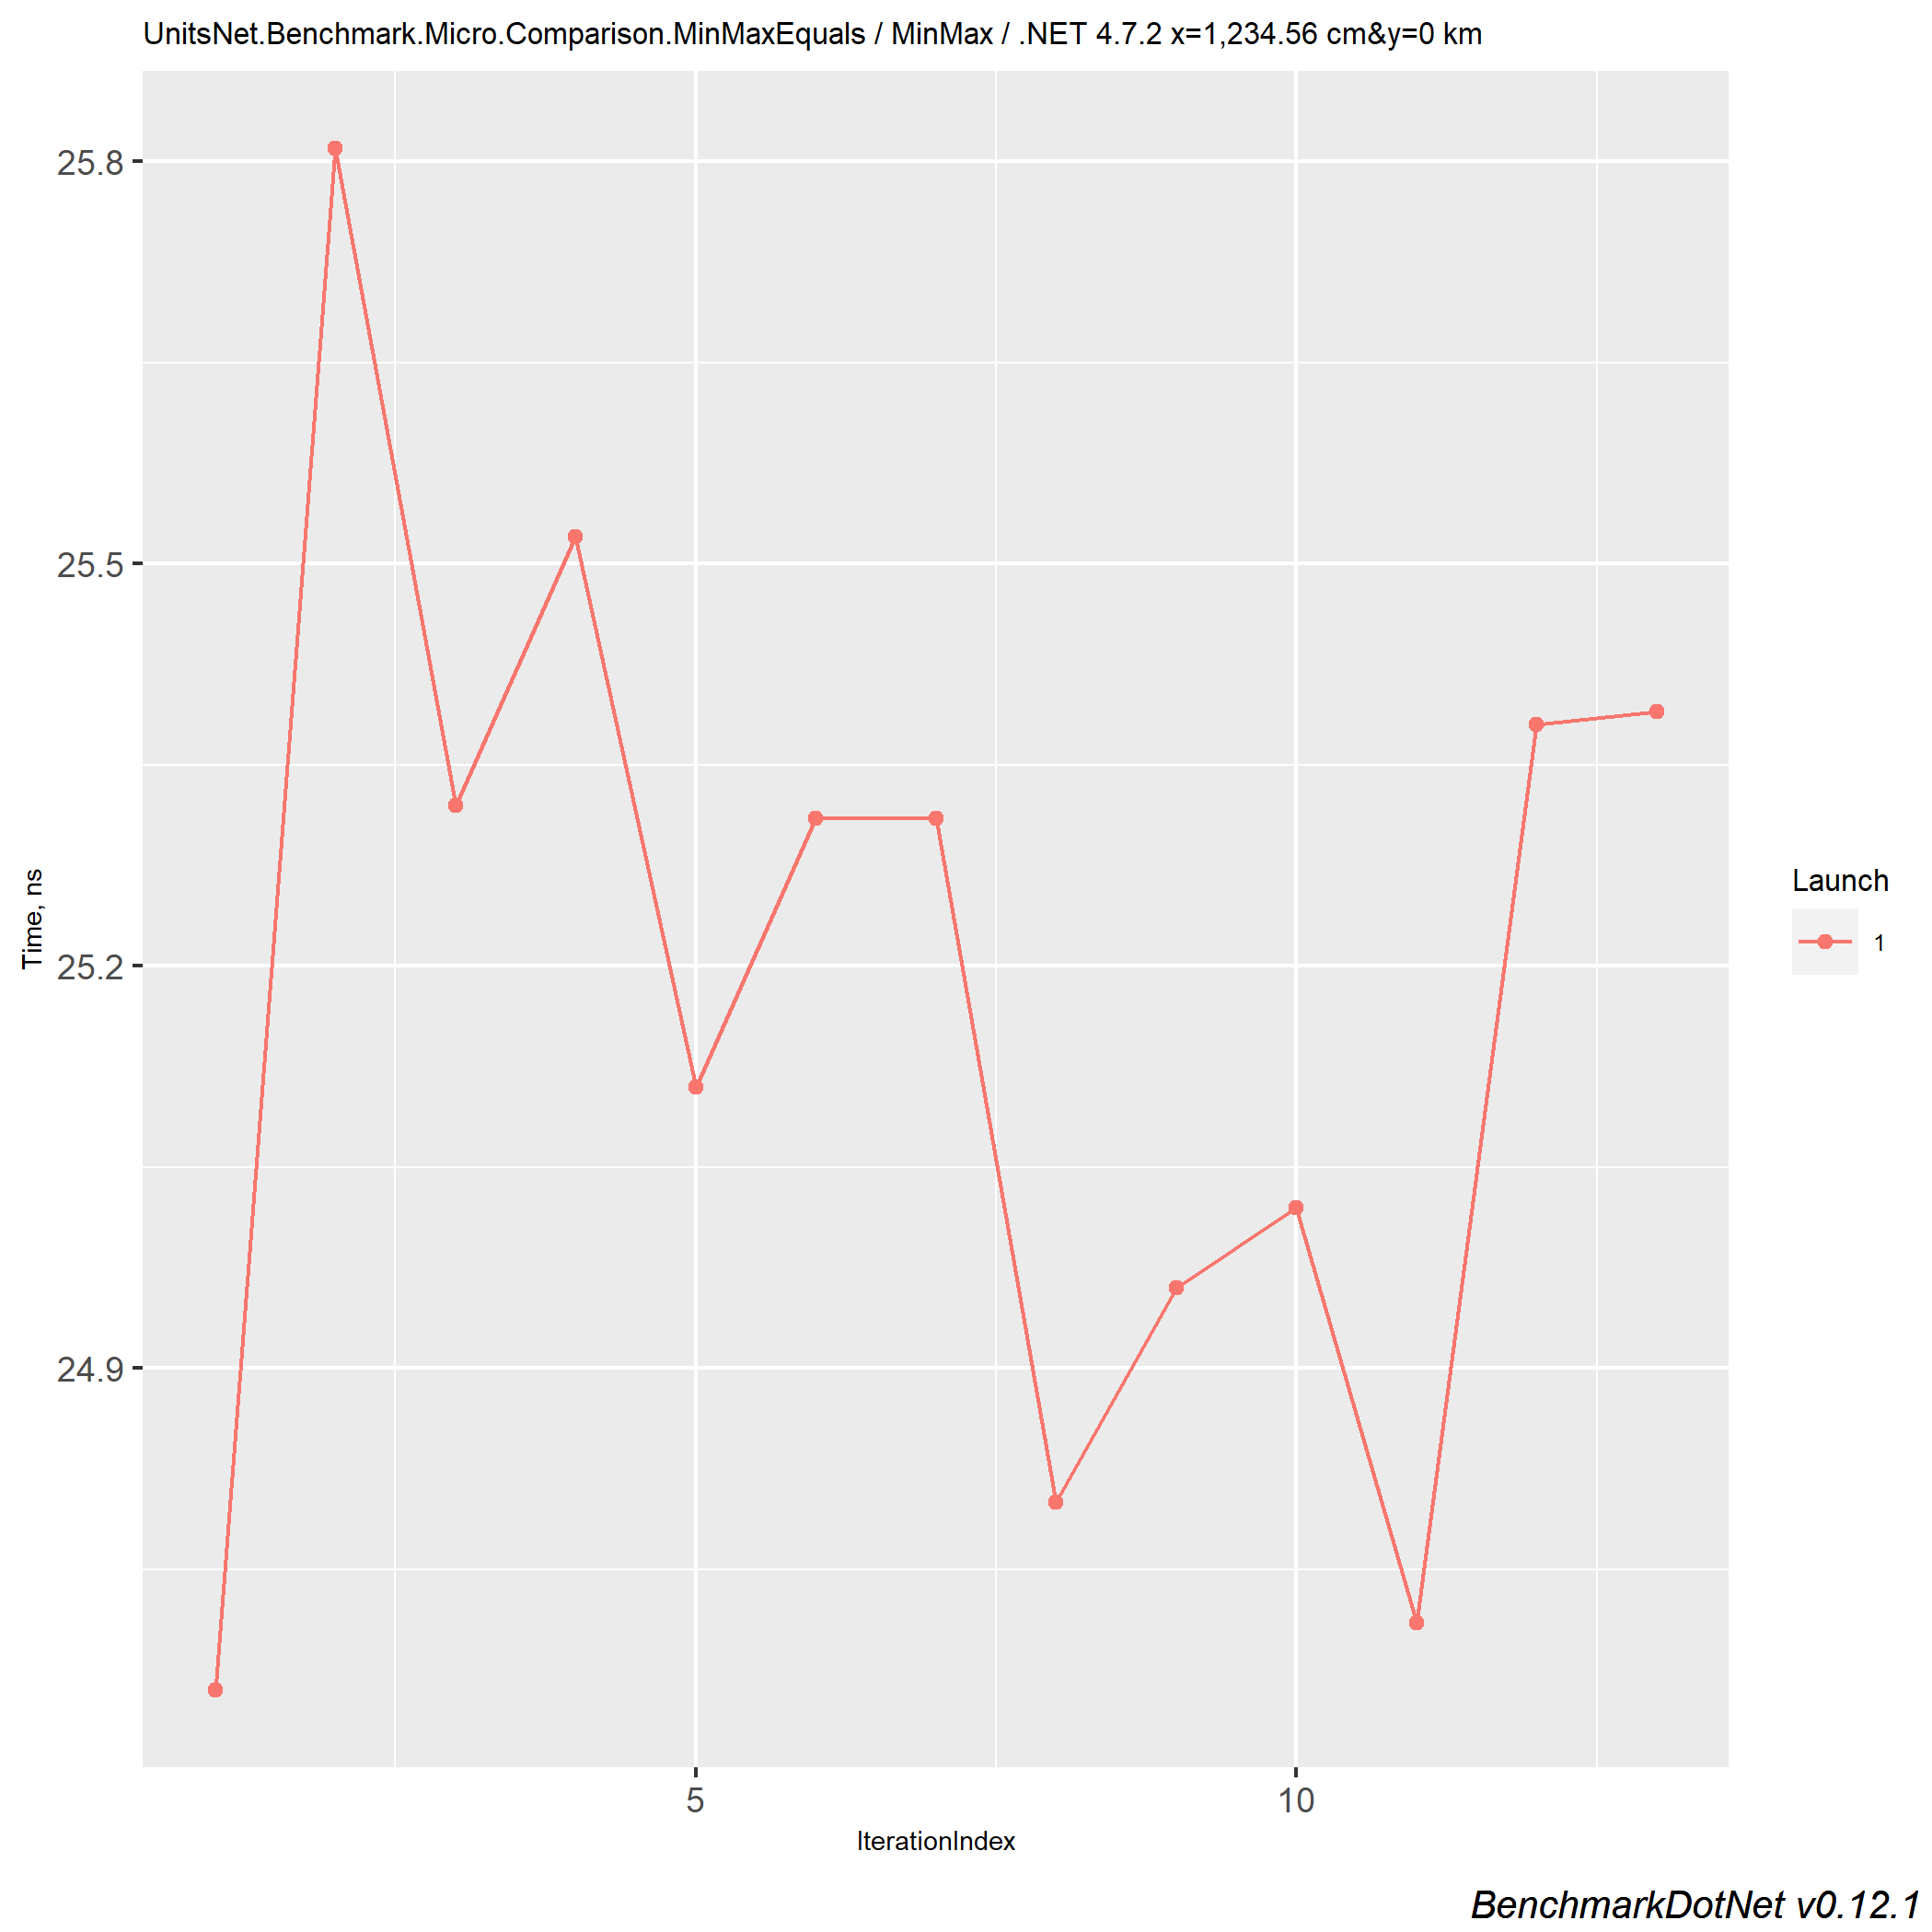 UnitsNet.Benchmark.Micro.Comparison.MinMaxEquals / MinMax / .NET 4.7.2 x=1,234.56 cm&y=0 km
25.8
25.5
25.2
24.9
Time, ns
5
10
IterationIndex
Launch
1
BenchmarkDotNet v0.12.1